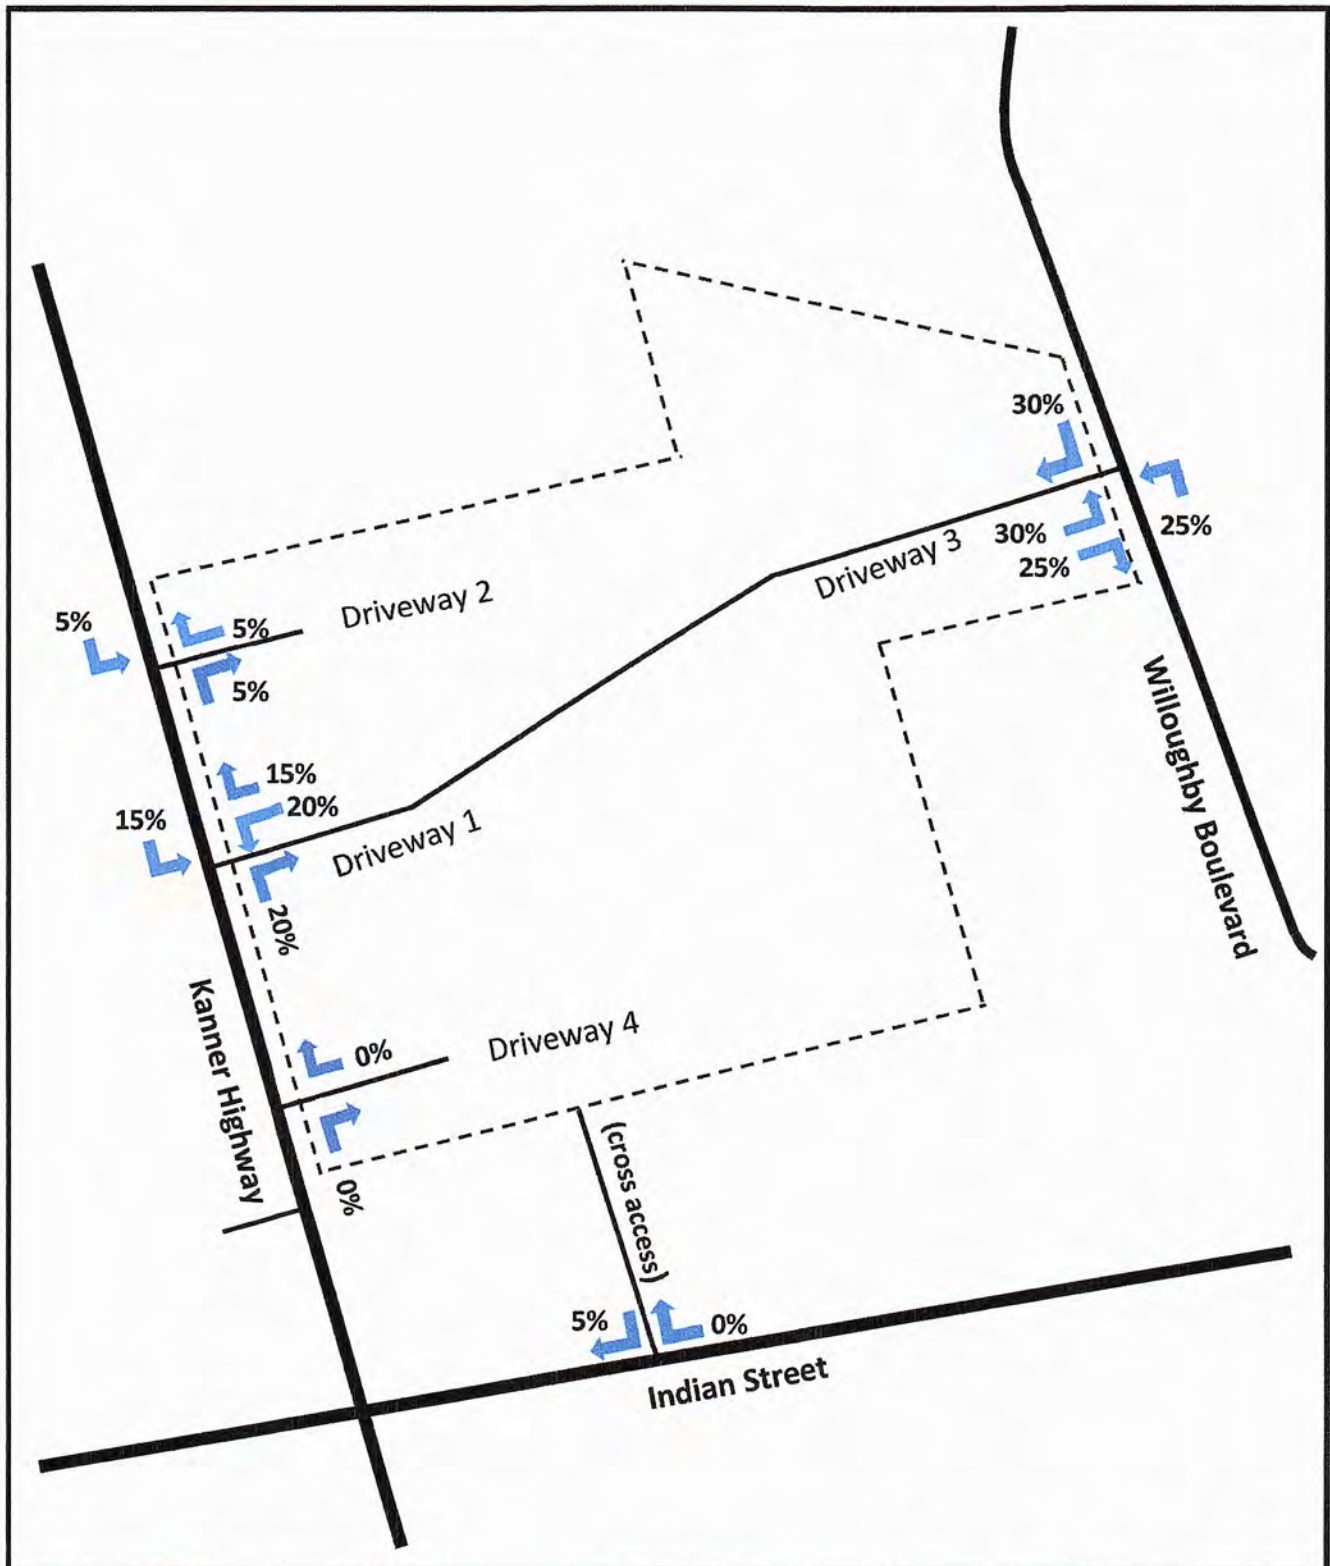 30%
30%
25%
25%
Driveway 3
5%
5%
Driveway 2
5%
15%
20%
15%
Driveway 1
20%
Willoughby Boulevard
Kanner Highway
0%
Driveway 4
0%
(cross access)
5%
0%
Indian Street